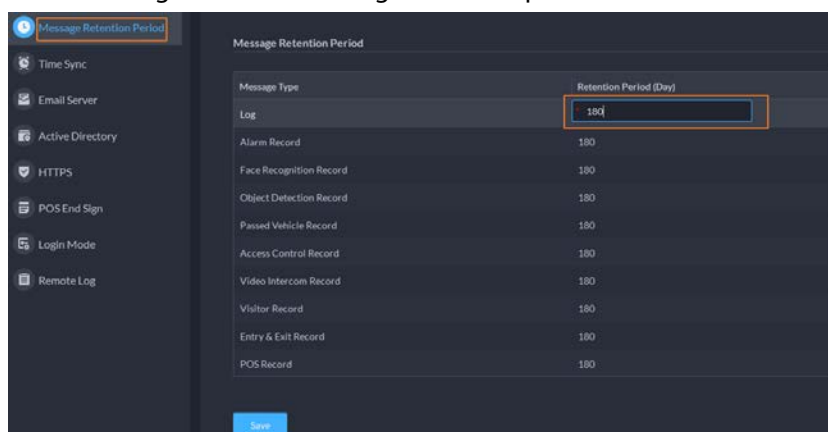 Message Retention Period
Time Sync
Email Server
Active Directory
HTTPS
POS End Sign
Login Mode
Remote Log
Message Retention Period
Message Type Retention Period (Day)
Log * 180
Alarm Record 180
Face Recognition Record 180
Object Detection Record 180
Passed Vehicle Record 180
Access Control Record 180
Video Intercom Record 180
Visitor Record 180
Entry & Exit Record 180
POS Record 180
Save